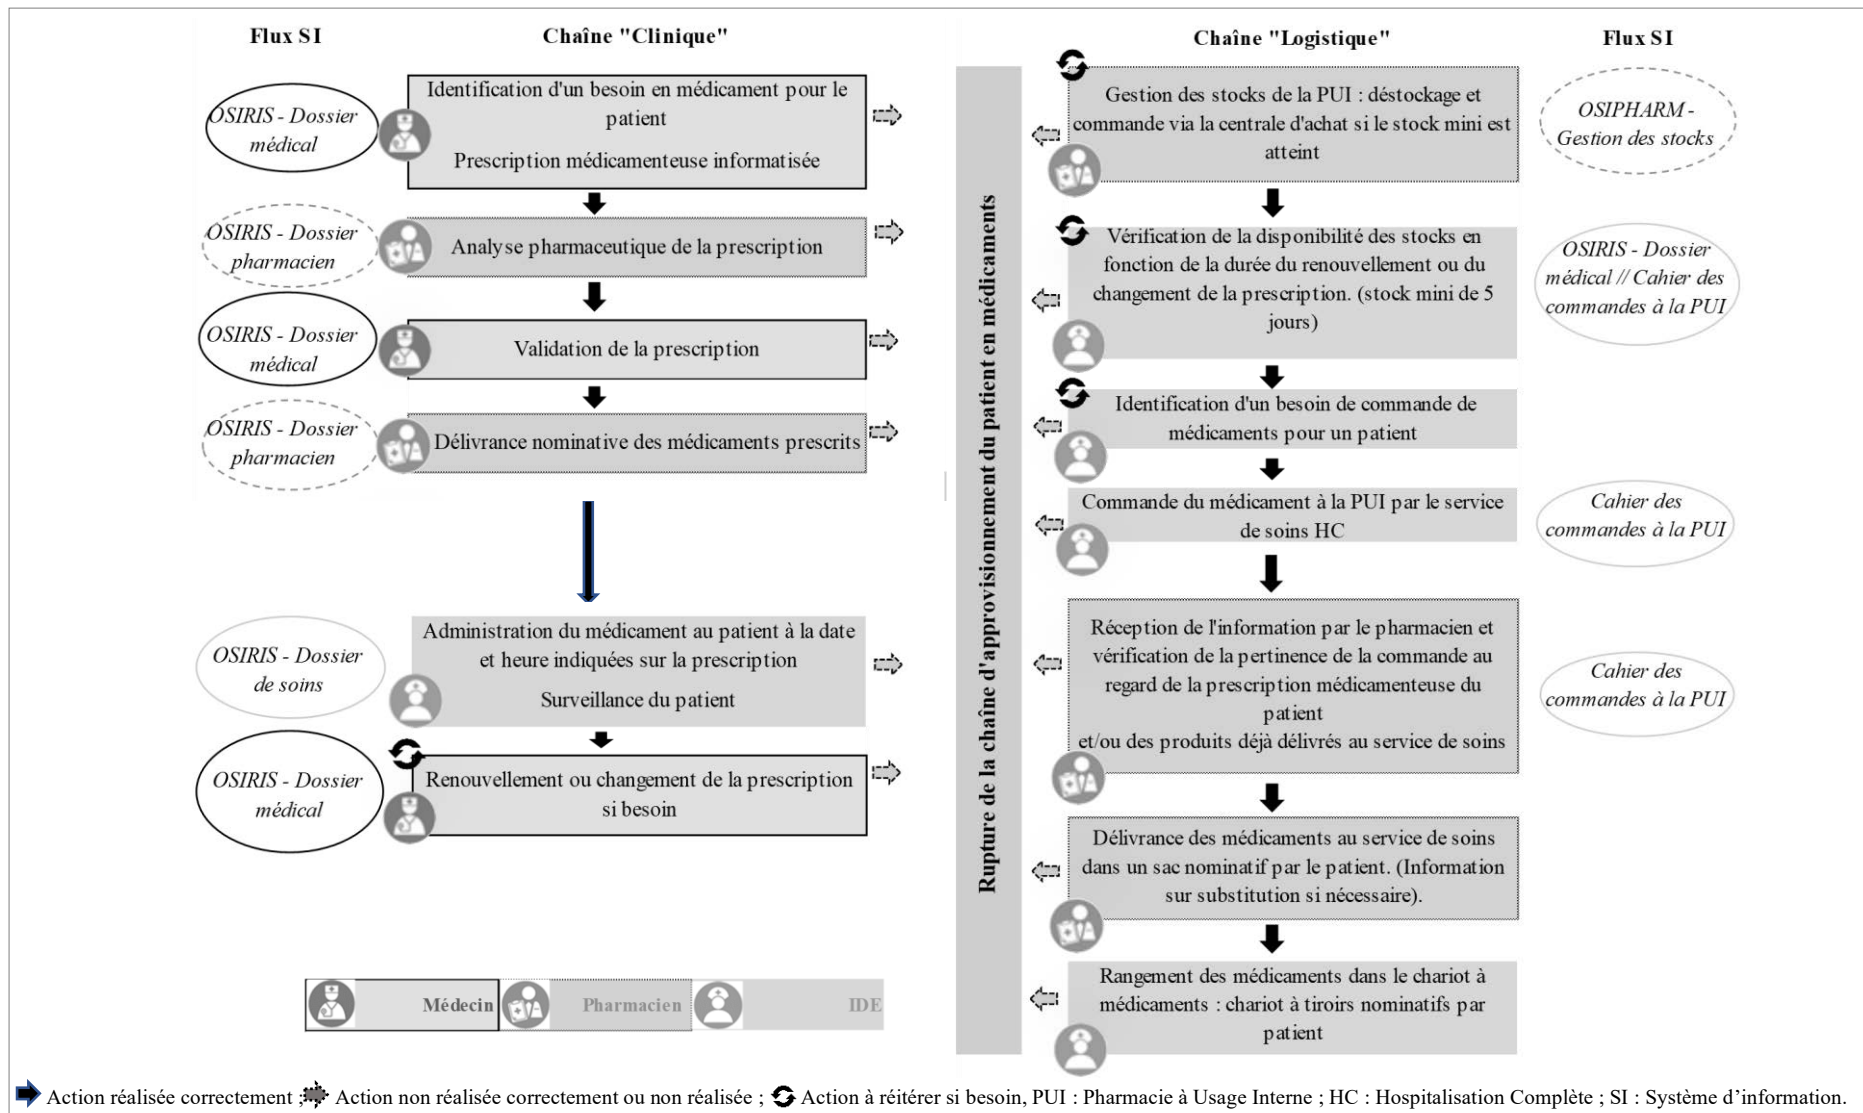 Flux SI
Chaîne "Clinique"
OSIRIS - Dossier
médical
Identification d'un besoin en médicament pour le
patient
Prescription médicamenteuse informatisée
OSIRIS - Dossier
pharmacien
Analyse pharmaceutique de la prescription
OSIRIS - Dossier
médical
Validation de la prescription
OSIRIS - Dossier
pharmacien
Délivrance nominative des médicaments prescrits
OSIRIS - Dossier
de soins
Administration du médicament au patient à la date
et heure indiquées sur la prescription
Surveillance du patient
OSIRIS - Dossier
médical
Renouvellement ou changement de la prescription
si besoin
Médecin
Pharmacien
IDE
Rupture de la chaîne d'approvisionnement du patient en médicaments
Chaîne "Logistique"
Flux SI
Gestion des stocks de la PUI : déstockage et
commande via la centrale d'achat si le stock mini est
atteint
OSIPHARM -
Gestion des stocks
Vérification de la disponibilité des stocks en
fonction de la durée du renouvellement ou du
changement de la prescription. (stock mini de 5
jours)
OSIRIS - Dossier
médical // Cahier des
commandes à la PUI
Identification d'un besoin de commande de
médicaments pour un patient
Commande du médicament à la PUI par le service
de soins HC
Cahier des
commandes à la PUI
Réception de l'information par le pharmacien et
vérification de la pertinence de la commande au
regard de la prescription médicamenteuse du
patient
et/ou des produits déjà délivrés au service de soins
Cahier des
commandes à la PUI
Délivrance des médicaments au service de soins
dans un sac nominatif par le patient. (Information
sur substitution si nécessaire).
Rangement des médicaments dans le chariot à
médicaments : chariot à tiroirs nominatifs par
patient
Action réalisée correctement ; Action non réalisée correctement ou non réalisée ; Action à réitérer si besoin, PUI : Pharmacie à Usage Interne ; HC : Hospitalisation Complète ; SI : Système d'information.